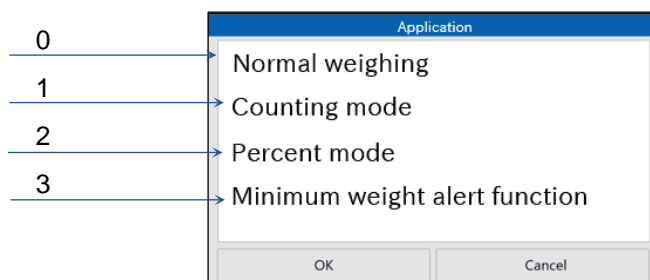 Application
0
Normal weighing
1
Counting mode
2
Percent mode
3
Minimum weight alert function
OK
Cancel